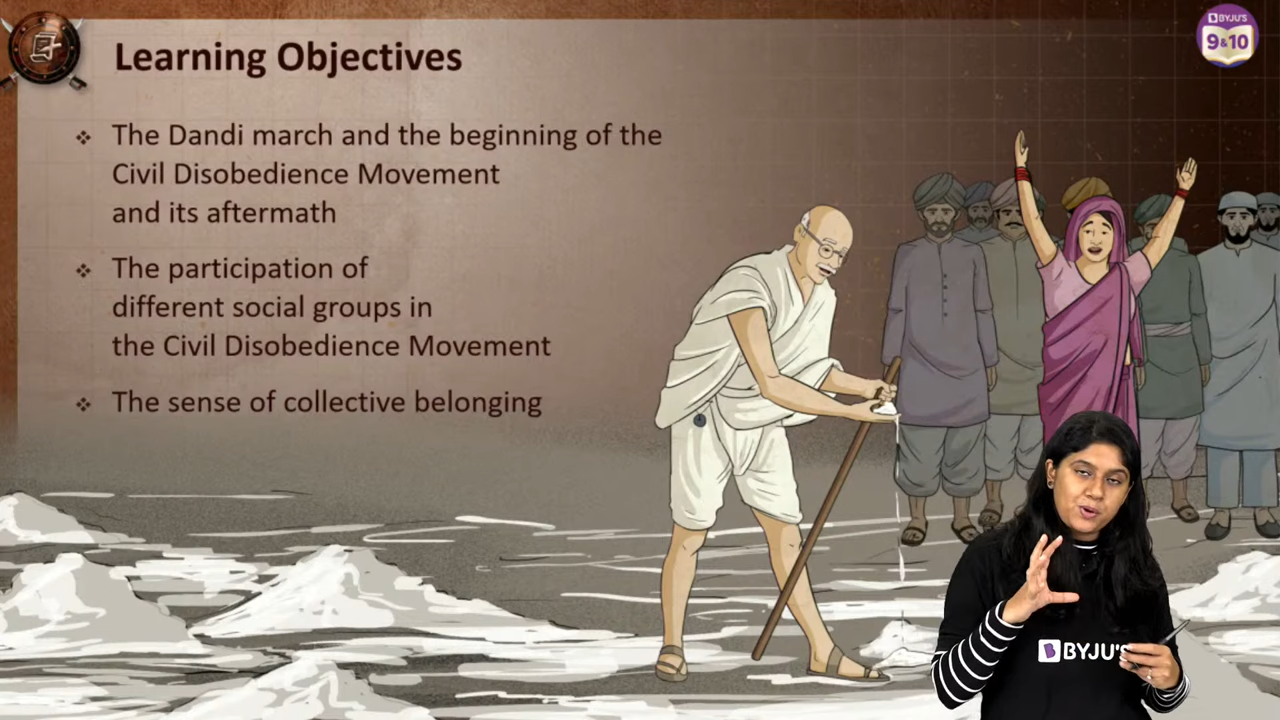 Learning Objectives
BYJU'S
9&10
❖ The Dandi march and the beginning of the
Civil Disobedience Movement
and its aftermath
❖ The participation of
different social groups in
the Civil Disobedience Movement
❖ The sense of collective belonging
BYJU'S